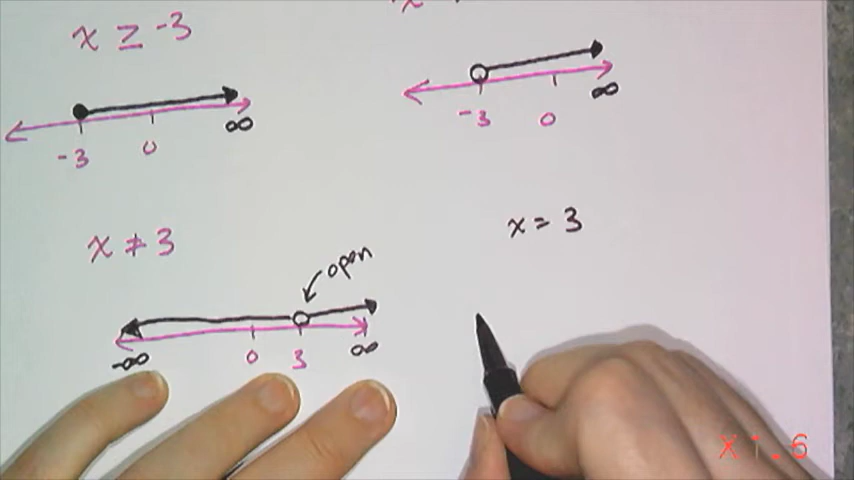 x ≥ -3
-3 0 ∞
-3 0 ∞
x ≠ 3
open
-∞ 0 3 ∞
x = 3